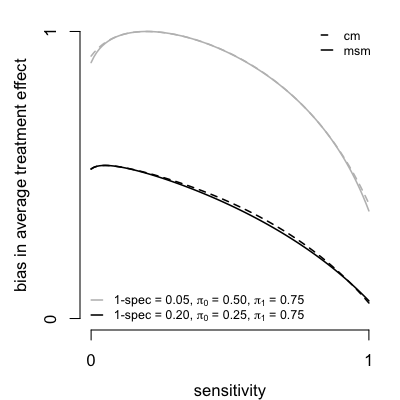 cm
msm
bias in average treatment effect
1
0
1-spec = 0.05, π₀ = 0.50, π₁ = 0.75
1-spec = 0.20, π₀ = 0.25, π₁ = 0.75
0 1
sensitivity